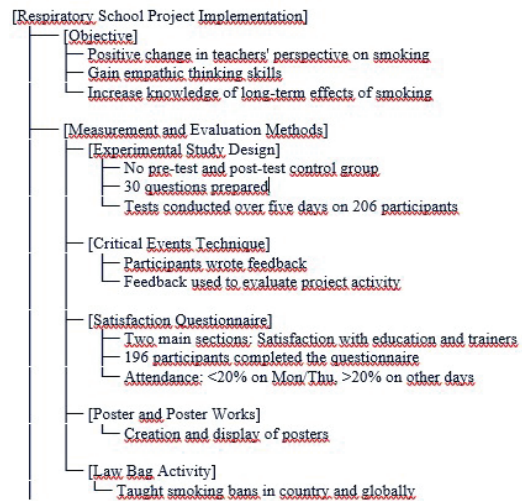 [Respiratory School Project Implementation]
[Objective]
Positive change in teachers' perspective on smoking
Gain empathic thinking skills
Increase knowledge of long-term effects of smoking
[Measurement and Evaluation Methods]
[Experimental Study Design]
No pre-test and post-test control group
30 questions prepared
Tests conducted over five days on 206 participants
[Critical Events Technique]
Participants wrote feedback
Feedback used to evaluate project activity
[Satisfaction Questionnaire]
Two main sections: Satisfaction with education and trainers
196 participants completed the questionnaire
Attendance: <20% on Mon/Thu, >20% on other days
[Poster and Poster Works]
Creation and display of posters
[Law Bag Activity]
Taught smoking bans in country and globally